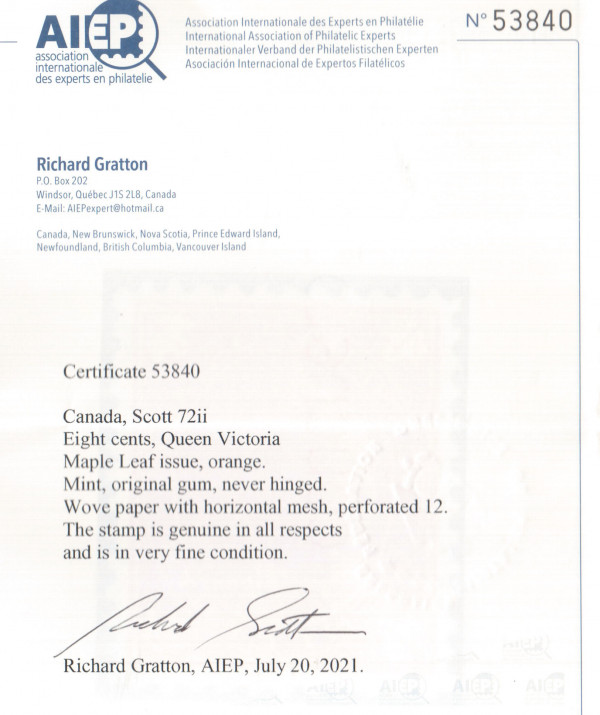 AIEP
association
internationale
des experts en philatelie
Association Internationale des Experts en Philatélie
International Association of Philatelic Experts
Internationaler Verband der Philatelistischen Experten
Asociación Internacional de Expertos Filatélicos
N° 53840
Richard Gratton
P.O. Box 202
Windsor, Québec J1S 2L8, Canada
E-Mail: AIEPexpert@hotmail.ca
Canada, New Brunswick, Nova Scotia, Prince Edward Island,
Newfoundland, British Columbia, Vancouver Island
Certificate 53840
Canada, Scott 72ii
Eight cents, Queen Victoria
Maple Leaf issue, orange.
Mint, original gum, never hinged.
Wove paper with horizontal mesh, perforated 12.
The stamp is genuine in all respects
and is in very fine condition.
Richard Gratton, AIEP, July 20, 2021.
AIEP AIEP AIEP AIEP